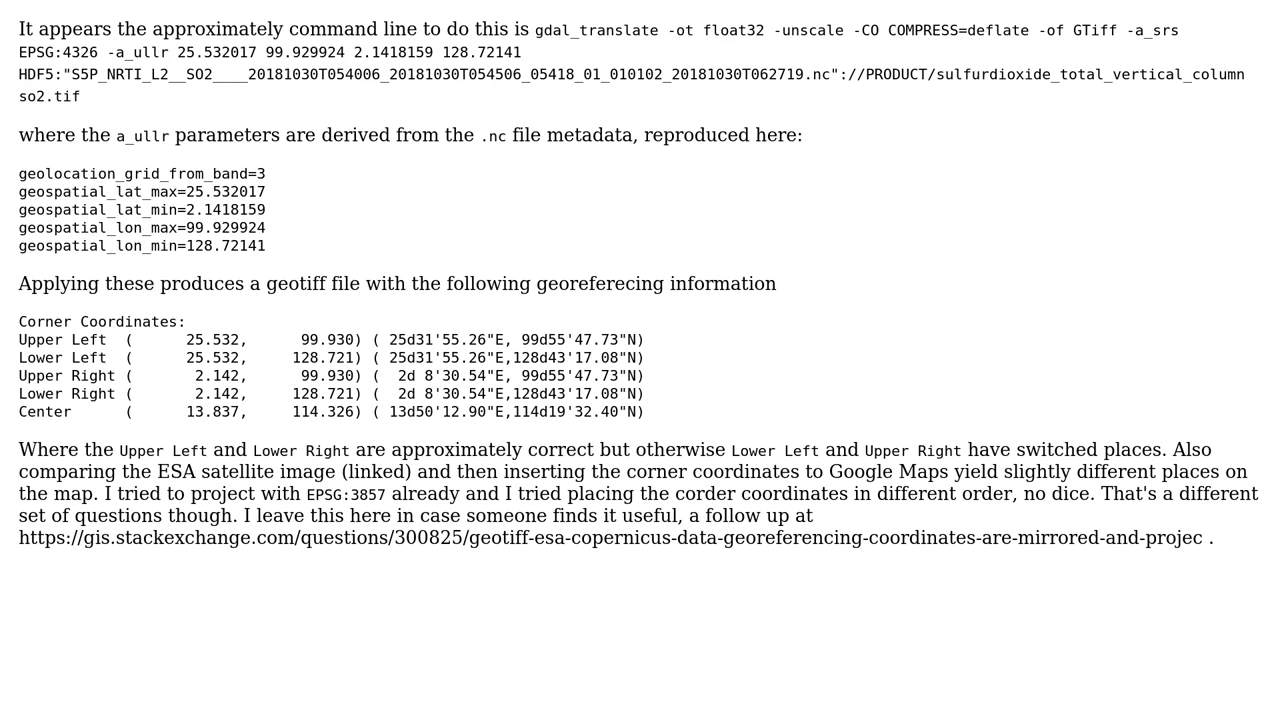 It appears the approximately command line to do this is gdal_translate -ot float32 -unscale -CO COMPRESS=deflate -of GTiff -a_srs
EPSG:4326 -a_ullr 25.532017 99.929924 2.1418159 128.72141
HDF5:"S5P_NRTI_L2__SO2____20181030T054006_20181030T054506_05418_01_010102_20181030T062719.nc"://PRODUCT/sulfurdioxide_total_vertical_column
so2.tif
where the a_ullr parameters are derived from the .nc file metadata, reproduced here:
geolocation_grid_from_band=3
geospatial_lat_max=25.532017
geospatial_lat_min=2.1418159
geospatial_lon_max=99.929924
geospatial_lon_min=128.72141
Applying these produces a geotiff file with the following georeferecing information
Corner Coordinates:
Upper Left  (      25.532,      99.930) ( 25d31'55.26"E, 99d55'47.73"N)
Lower Left  (      25.532,     128.721) ( 25d31'55.26"E,128d43'17.08"N)
Upper Right (       2.142,      99.930) (  2d 8'30.54"E, 99d55'47.73"N)
Lower Right (       2.142,     128.721) (  2d 8'30.54"E,128d43'17.08"N)
Center      (      13.837,     114.326) ( 13d50'12.90"E,114d19'32.40"N)
Where the Upper Left and Lower Right are approximately correct but otherwise Lower Left and Upper Right have switched places. Also
comparing the ESA satellite image (linked) and then inserting the corner coordinates to Google Maps yield slightly different places on
the map. I tried to project with EPSG:3857 already and I tried placing the corder coordinates in different order, no dice. That's a different
set of questions though. I leave this here in case someone finds it useful, a follow up at
https://gis.stackexchange.com/questions/300825/geotiff-esa-copernicus-data-georeferencing-coordinates-are-mirrored-and-projec .